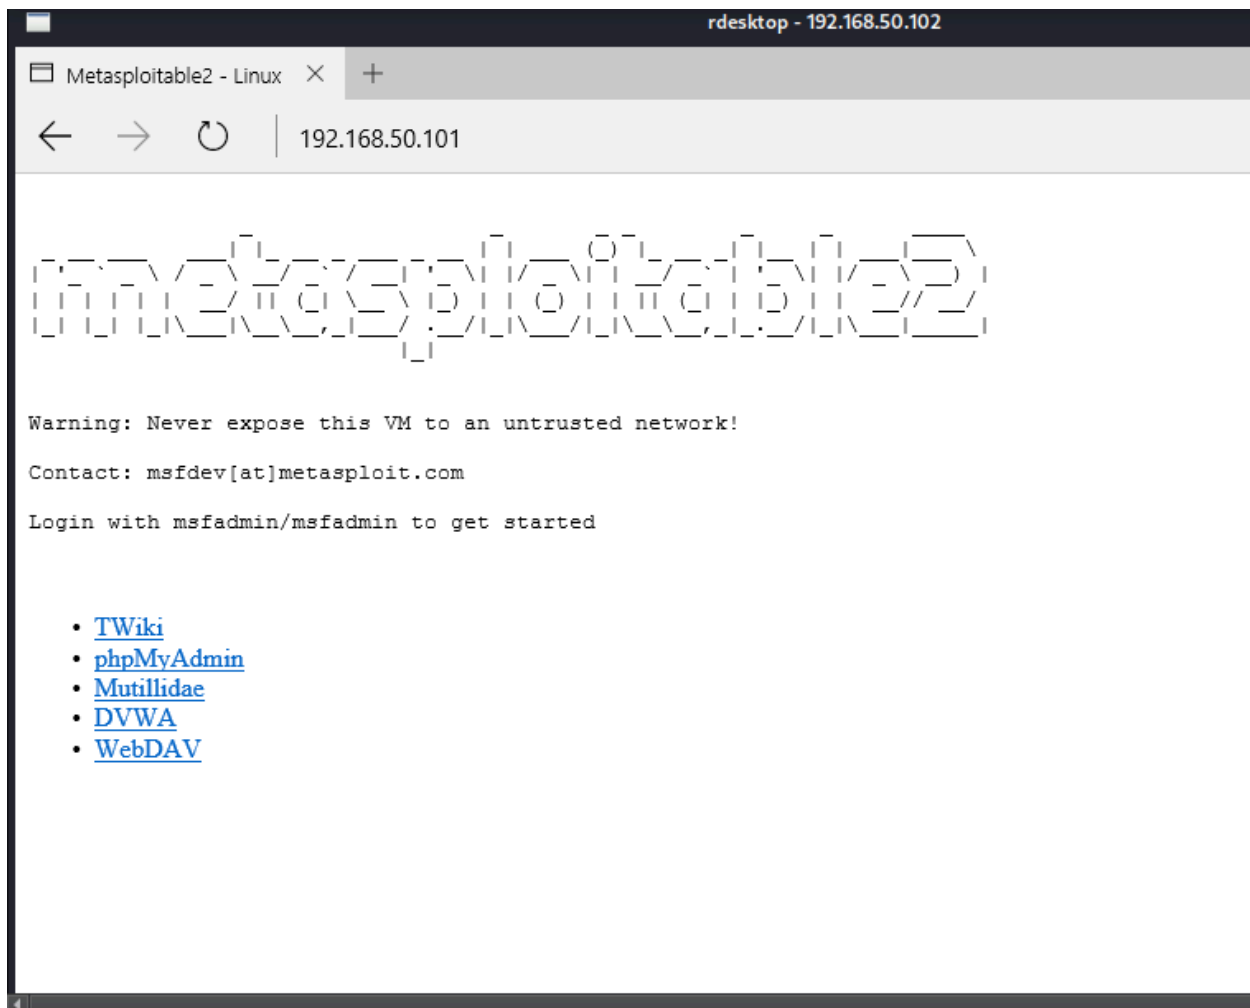 rdesktop - 192.168.50.102
Metasploitable2 - Linux
192.168.50.101
metasploitable2
Warning: Never expose this VM to an untrusted network!
Contact: msfdev[at]metasploit.com
Login with msfadmin/msfadmin to get started
• TWiki
• phpMyAdmin
• Mutillidae
• DVWA
• WebDAV